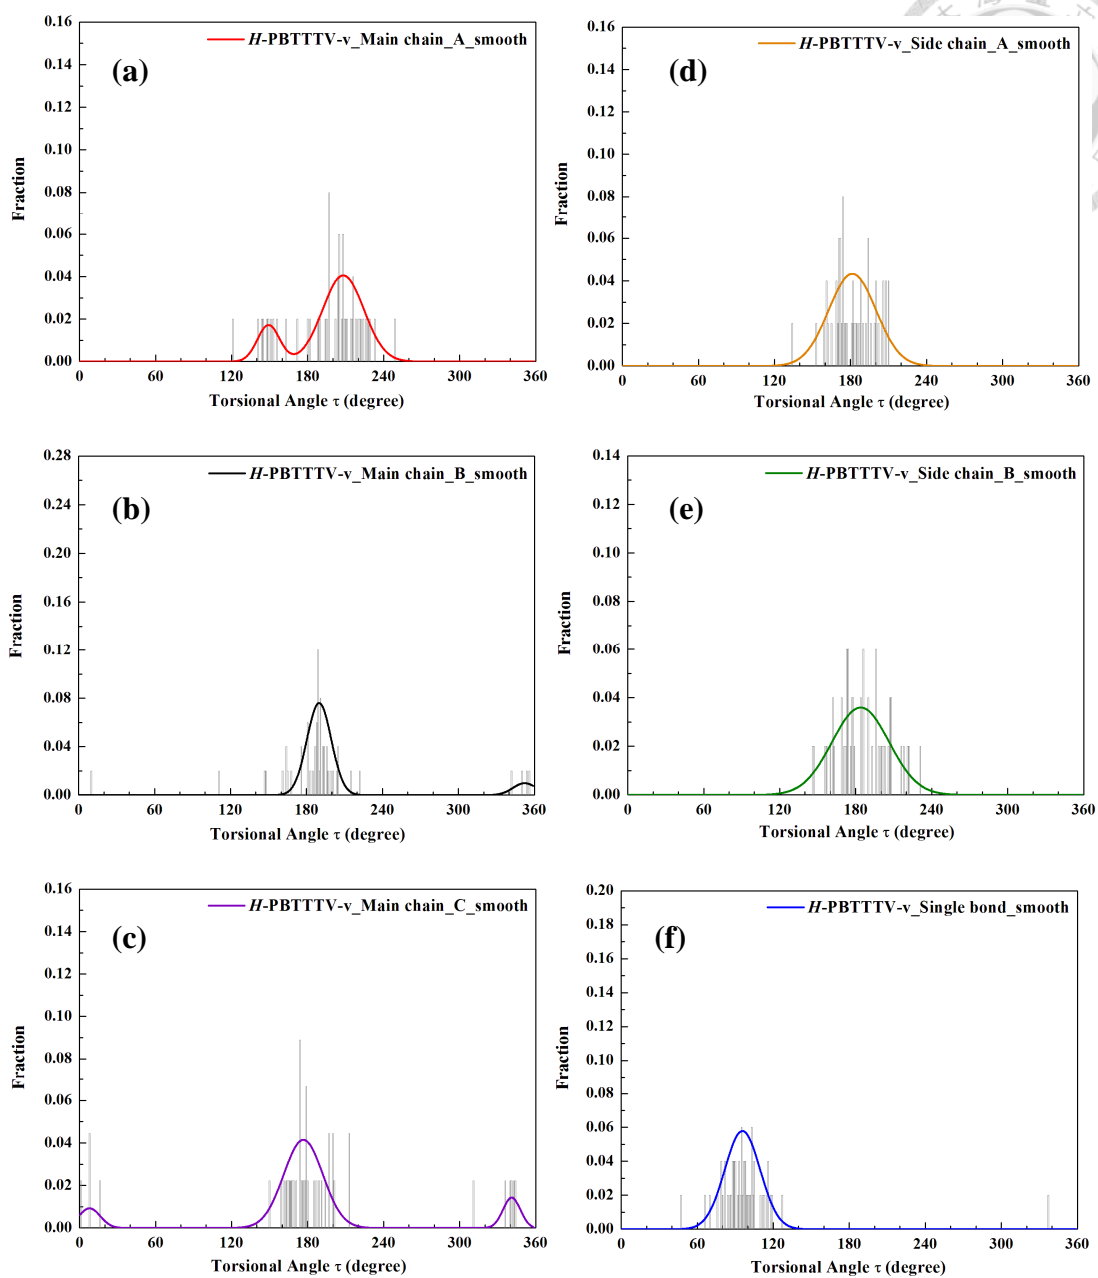 0.16
0.14
0.12
0.10
0.08
0.06
0.04
0.02
0.00
Fraction
(a)
H-PBTTTV-v_Main chain_A_smooth
0 60 120 180 240 300 360
Torsional Angle τ (degree)
0.16
0.14
0.12
0.10
0.08
0.06
0.04
0.02
0.00
Fraction
(d)
H-PBTTTV-v_Side chain_A_smooth
0 60 120 180 240 300 360
Torsional Angle τ (degree)
0.28
0.24
0.20
0.16
0.12
0.08
0.04
0.00
Fraction
(b)
H-PBTTTV-v_Main chain_B_smooth
0 60 120 180 240 300 360
Torsional Angle τ (degree)
0.14
0.12
0.10
0.08
0.06
0.04
0.02
0.00
Fraction
(e)
H-PBTTTV-v_Side chain_B_smooth
0 60 120 180 240 300 360
Torsional Angle τ (degree)
0.16
0.14
0.12
0.10
0.08
0.06
0.04
0.02
0.00
Fraction
(c)
H-PBTTTV-v_Main chain_C_smooth
0 60 120 180 240 300 360
Torsional Angle τ (degree)
0.20
0.18
0.16
0.14
0.12
0.10
0.08
0.06
0.04
0.02
0.00
Fraction
(f)
H-PBTTTV-v_Single bond_smooth
0 60 120 180 240 300 360
Torsional Angle τ (degree)